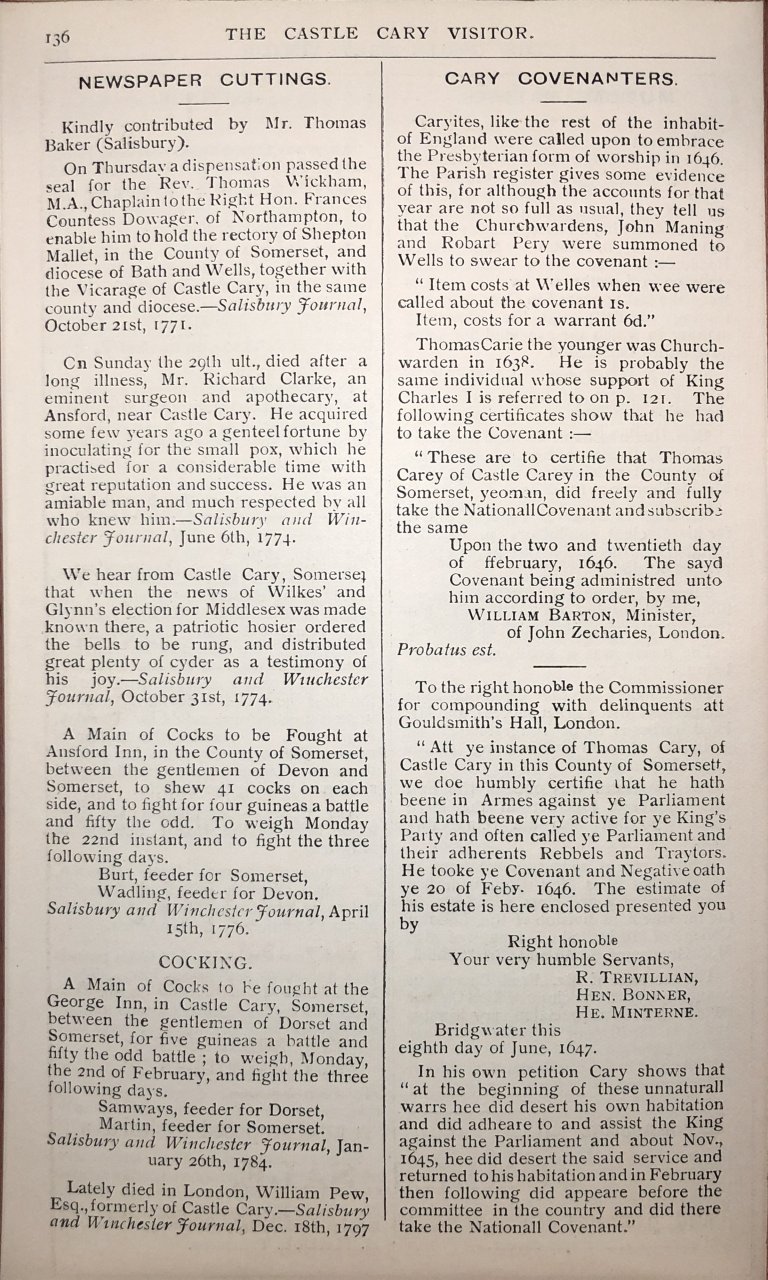 136
THE CASTLE CARY VISITOR.
NEWSPAPER CUTTINGS.
Kindly contributed by Mr. Thomas
Baker (Salisbury).
On Thursday a dispensation passed the
seal for the Rev. Thomas Wickham,
M.A., Chaplain to the Right Hon. Frances
Countess Dowager, of Northampton, to
enable him to hold the rectory of Shepton
Mallet, in the County of Somerset, and
diocese of Bath and Wells, together with
the Vicarage of Castle Cary, in the same
county and diocese.—Salisbury Journal,
October 21st, 1771.
Cn Sunday the 29th ult., died after a
long illness, Mr. Richard Clarke, an
eminent surgeon and apothecary, at
Ansford, near Castle Cary. He acquired
some few years ago a genteel fortune by
inoculating for the small pox, which he
practised for a considerable time with
great reputation and success. He was an
amiable man, and much respected by all
who knew him.—Salisbury and Win-
chester Journal, June 6th, 1774.
We hear from Castle Cary, Somerset
that when the news of Wilkes' and
Glynn's election for Middlesex was made
known there, a patriotic hosier ordered
the bells to be rung, and distributed
great plenty of cyder as a testimony of
his joy.—Salisbury and Wiuchester
Journal, October 31st, 1774.
A Main of Cocks to be Fought at
Ansford Inn, in the County of Somerset,
between the gentlemen of Devon and
Somerset, to shew 41 cocks on each
side, and to fight for four guineas a battle
and fifty the odd. To weigh Monday
the 22nd instant, and to fight the three
following days.
Burt, feeder for Somerset,
Wadling, feeder for Devon.
Salisbury and Winchester Journal, April
15th, 1776.
COCKING.
A Main of Cocks to be fought at the
George Inn, in Castle Cary, Somerset,
between the gentlemen of Dorset and
Somerset, for five guineas a battle and
fifty the odd battle ; to weigh, Monday,
the 2nd of February, and fight the three
following days.
Samways, feeder for Dorset,
Martin, feeder for Somerset.
Salisbury and Winchester Journal, Jan-
uary 26th, 1784.
Lately died in London, William Pew,
Esq., formerly of Castle Cary.—Salisbury
and Winchester Journal, Dec. 18th, 1797
CARY COVENANTERS.
Caryites, like the rest of the inhabit-
of England were called upon to embrace
the Presbyterian form of worship in 1646.
The Parish register gives some evidence
of this, for although the accounts for that
year are not so full as usual, they tell us
that the Churchwardens, John Maning
and Robart Pery were summoned to
Wells to swear to the covenant :—
" Item costs at Welles when wee were
called about the covenant 1s.
Item, costs for a warrant 6d."
Thomas Carie the younger was Church-
warden in 1638. He is probably the
same individual whose support of King
Charles I is referred to on p. 121. The
following certificates show that he had
to take the Covenant :—
" These are to certifie that Thomas
Carey of Castle Carey in the County of
Somerset, yeoman, did freely and fully
take the Nationall Covenant and subscribe
the same
Upon the two and twentieth day
of ffebruary, 1646. The sayd
Covenant being administred unto
him according to order, by me,
WILLIAM BARTON, Minister,
of John Zecharies, London.
Probatus est.
To the right honoble the Commissioner
for compounding with delinquents att
Gouldsmith's Hall, London.
" Att ye instance of Thomas Cary, of
Castle Cary in this County of Somersett,
we doe humbly certifie that he hath
beene in Armes against ye Parliament
and hath beene very active for ye King's
Party and often called ye Parliament and
their adherents Rebbels and Traytors.
He tooke ye Covenant and Negative oath
ye 20 of Feby. 1646. The estimate of
his estate is here enclosed presented you
by
Right honoble
Your very humble Servants,
R. TREVILLIAN,
HEN. BONNER,
HE. MINTERNE.
Bridgwater this
eighth day of June, 1647.
In his own petition Cary shows that
" at the beginning of these unnaturall
warrs hee did desert his own habitation
and did adheare to and assist the King
against the Parliament and about Nov.,
1645, hee did desert the said service and
returned to his habitation and in February
then following did appeare before the
committee in the country and did there
take the Nationall Covenant."